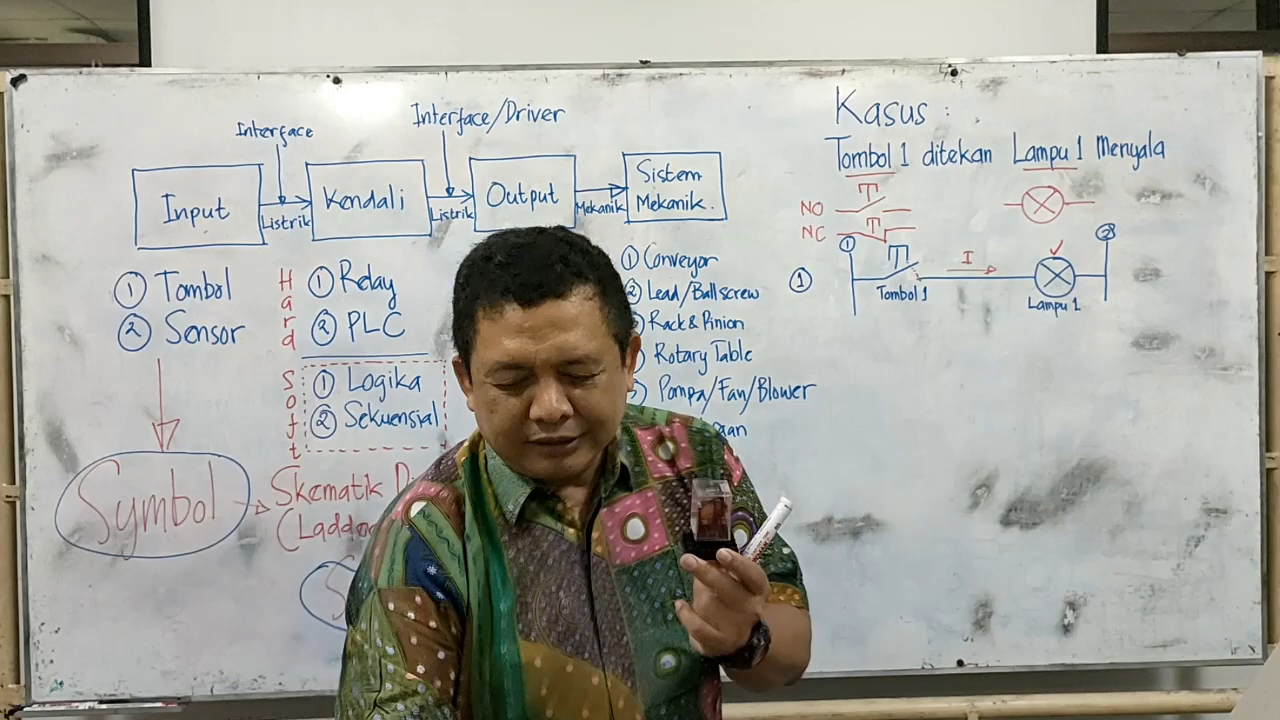 Interface
Interface/Driver
Input
Listrik
Kendali
Listrik
Output
Mekanik
Sistem
Mekanik.
① Tombol
② Sensor
Symbol
Hard
① Relay
② PLC
Soft
① Logika
② Sekuensial
Skematik
① Conveyor
② Lead/Ballscrew
Rack & Pinion
Rotary Table
Pompa/Fan/Blower
Kasus :
Tombol 1 ditekan Lampu 1 Menyala
NO
NC
①
①
Tombol 1
I
Lampu 1